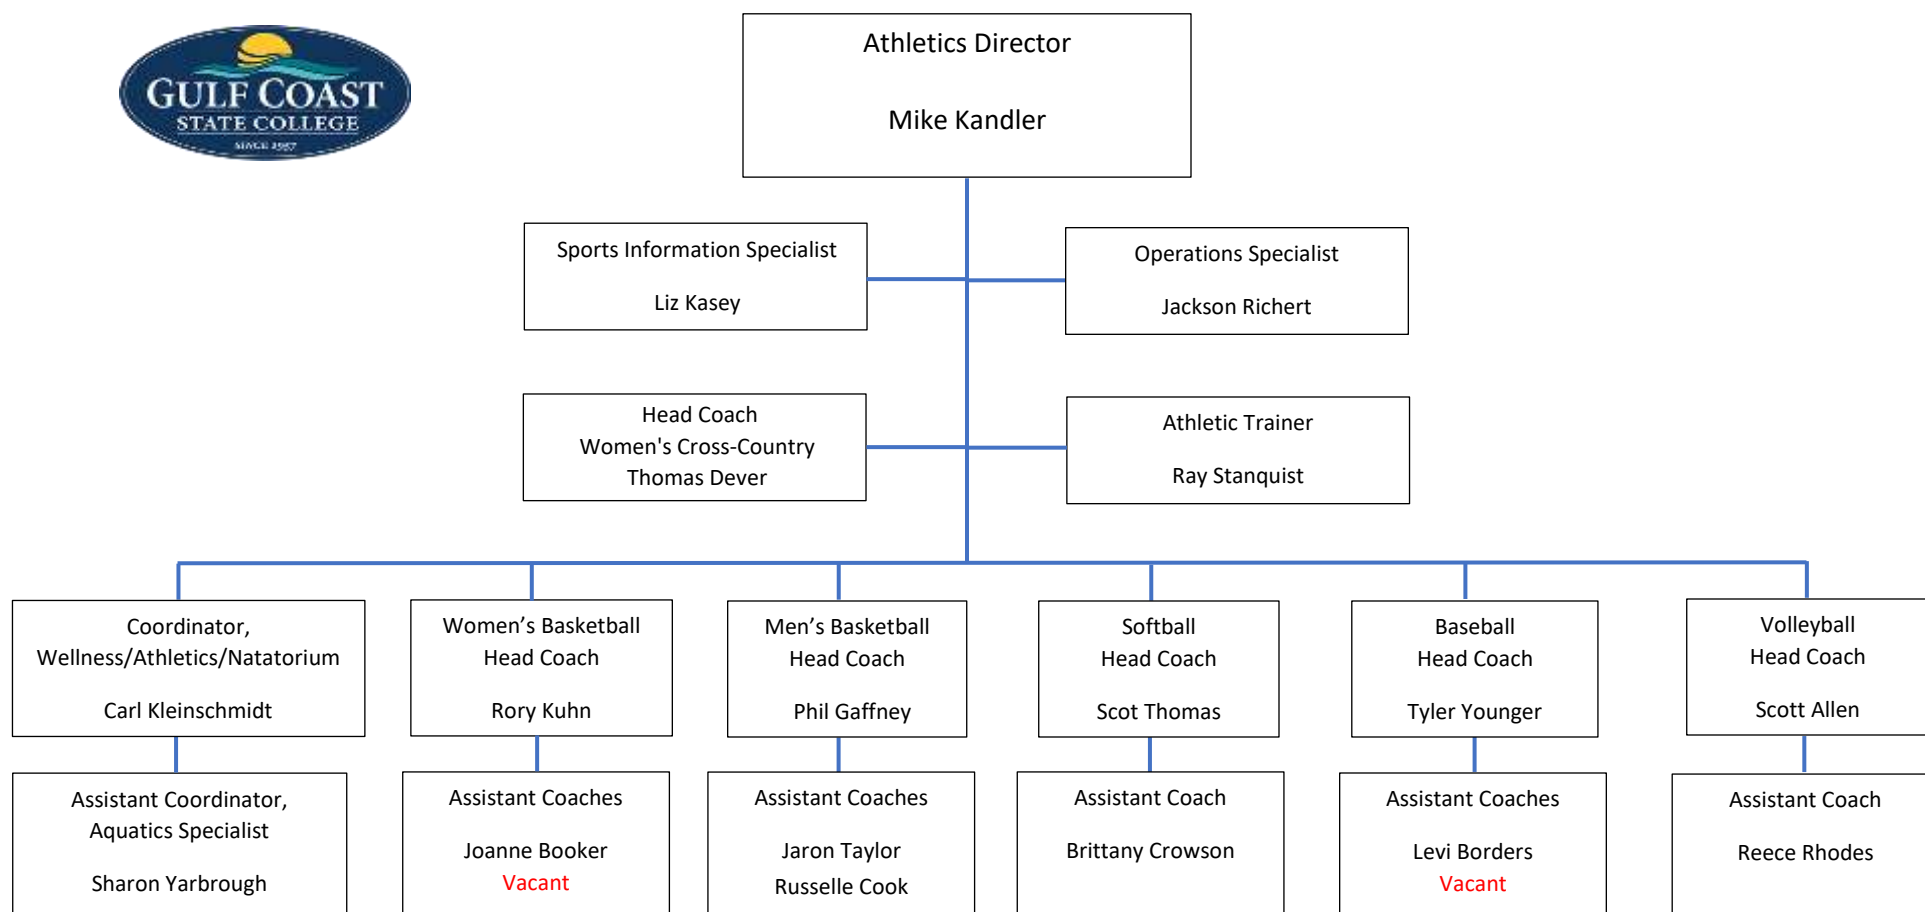 GULF COAST
STATE COLLEGE
SINCE 1957
Athletics Director
Mike Kandler
Sports Information Specialist
Liz Kasey
Operations Specialist
Jackson Richert
Head Coach
Women's Cross-Country
Thomas Dever
Athletic Trainer
Ray Stanquist
Coordinator,
Wellness/Athletics/Natatorium
Carl Kleinschmidt
Women’s Basketball
Head Coach
Rory Kuhn
Men’s Basketball
Head Coach
Phil Gaffney
Softball
Head Coach
Scot Thomas
Baseball
Head Coach
Tyler Younger
Volleyball
Head Coach
Scott Allen
Assistant Coordinator,
Aquatics Specialist
Sharon Yarbrough
Assistant Coaches
Joanne Booker
Vacant
Assistant Coaches
Jaron Taylor
Russelle Cook
Assistant Coach
Brittany Crowson
Assistant Coaches
Levi Borders
Vacant
Assistant Coach
Reece Rhodes